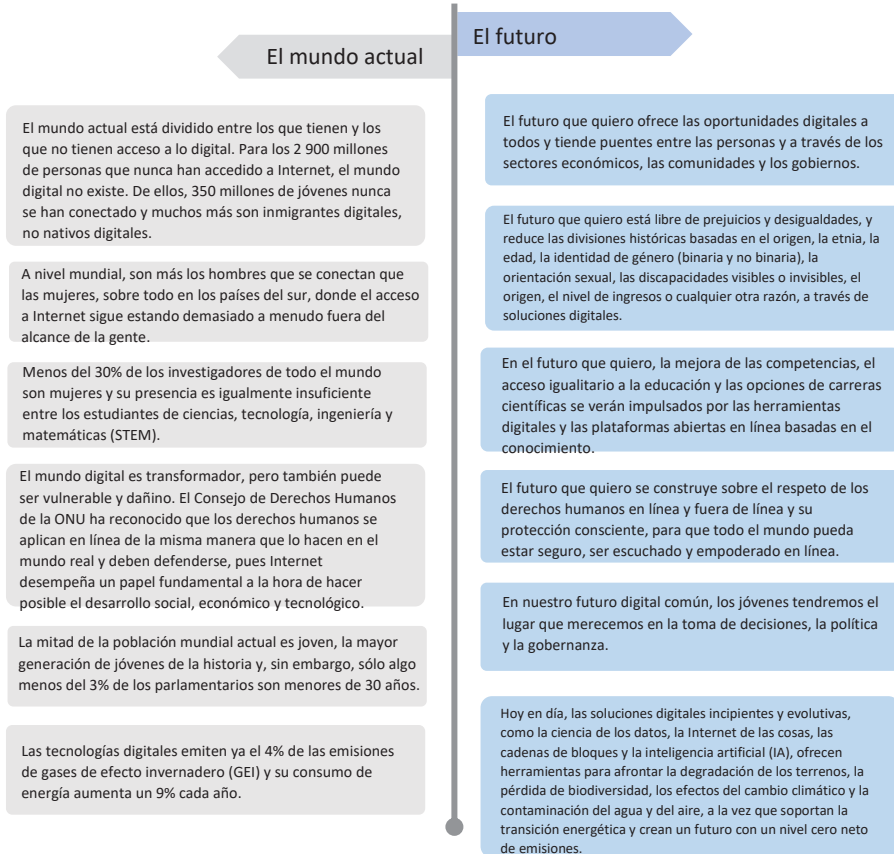 El mundo actual
El futuro
El mundo actual está dividido entre los que tienen y los
que no tienen acceso a lo digital. Para los 2 900 millones
de personas que nunca han accedido a Internet, el mundo
digital no existe. De ellos, 350 millones de jóvenes nunca
se han conectado y muchos más son inmigrantes digitales,
no nativos digitales.
El futuro que quiero ofrece las oportunidades digitales a
todos y tiende puentes entre las personas y a través de los
sectores económicos, las comunidades y los gobiernos.
A nivel mundial, son más los hombres que se conectan que
las mujeres, sobre todo en los países del sur, donde el acceso
a Internet sigue estando demasiado a menudo fuera del
alcance de la gente.
El futuro que quiero está libre de prejuicios y desigualdades, y
reduce las divisiones históricas basadas en el origen, la etnia, la
edad, la identidad de género (binaria y no binaria), la
orientación sexual, las discapacidades visibles o invisibles, el
origen, el nivel de ingresos o cualquier otra razón, a través de
soluciones digitales.
Menos del 30% de los investigadores de todo el mundo
son mujeres y su presencia es igualmente insuficiente
entre los estudiantes de ciencias, tecnología, ingeniería y
matemáticas (STEM).
En el futuro que quiero, la mejora de las competencias, el
acceso igualitario a la educación y las opciones de carreras
científicas se verán impulsados por las herramientas
digitales y las plataformas abiertas en línea basadas en el
conocimiento.
El mundo digital es transformador, pero también puede
ser vulnerable y dañino. El Consejo de Derechos Humanos
de la ONU ha reconocido que los derechos humanos se
aplican en línea de la misma manera que lo hacen en el
mundo real y deben defenderse, pues Internet
desempeña un papel fundamental a la hora de hacer
posible el desarrollo social, económico y tecnológico.
El futuro que quiero se construye sobre el respeto de los
derechos humanos en línea y fuera de línea y su
protección consciente, para que todo el mundo pueda
estar seguro, ser escuchado y empoderado en línea.
La mitad de la población mundial actual es joven, la mayor
generación de jóvenes de la historia y, sin embargo, sólo algo
menos del 3% de los parlamentarios son menores de 30 años.
En nuestro futuro digital común, los jóvenes tendremos el
lugar que merecemos en la toma de decisiones, la política
y la gobernanza.
Las tecnologías digitales emiten ya el 4% de las emisiones
de gases de efecto invernadero (GEI) y su consumo de
energía aumenta un 9% cada año.
Hoy en día, las soluciones digitales incipientes y evolutivas,
como la ciencia de los datos, la Internet de las cosas, las
cadenas de bloques y la inteligencia artificial (IA), ofrecen
herramientas para afrontar la degradación de los terrenos, la
pérdida de biodiversidad, los efectos del cambio climático y la
contaminación del agua y del aire, a la vez que soportan la
transición energética y crean un futuro con un nivel cero neto
de emisiones.